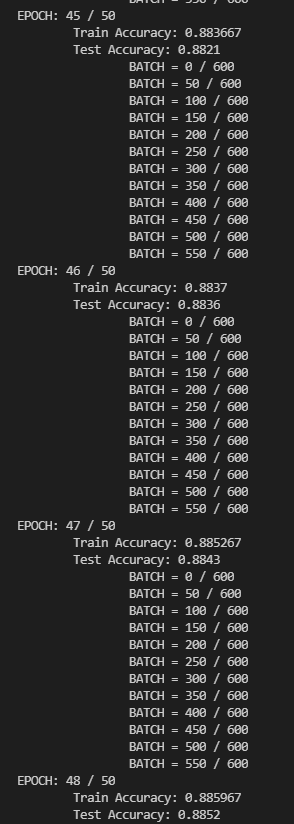 BATCH = 550 / 600
EPOCH: 45 / 50
Train Accuracy: 0.883667
Test Accuracy: 0.8821
BATCH = 0 / 600
BATCH = 50 / 600
BATCH = 100 / 600
BATCH = 150 / 600
BATCH = 200 / 600
BATCH = 250 / 600
BATCH = 300 / 600
BATCH = 350 / 600
BATCH = 400 / 600
BATCH = 450 / 600
BATCH = 500 / 600
BATCH = 550 / 600
EPOCH: 46 / 50
Train Accuracy: 0.8837
Test Accuracy: 0.8836
BATCH = 0 / 600
BATCH = 50 / 600
BATCH = 100 / 600
BATCH = 150 / 600
BATCH = 200 / 600
BATCH = 250 / 600
BATCH = 300 / 600
BATCH = 350 / 600
BATCH = 400 / 600
BATCH = 450 / 600
BATCH = 500 / 600
BATCH = 550 / 600
EPOCH: 47 / 50
Train Accuracy: 0.885267
Test Accuracy: 0.8843
BATCH = 0 / 600
BATCH = 50 / 600
BATCH = 100 / 600
BATCH = 150 / 600
BATCH = 200 / 600
BATCH = 250 / 600
BATCH = 300 / 600
BATCH = 350 / 600
BATCH = 400 / 600
BATCH = 450 / 600
BATCH = 500 / 600
BATCH = 550 / 600
EPOCH: 48 / 50
Train Accuracy: 0.885967
Test Accuracy: 0.8852